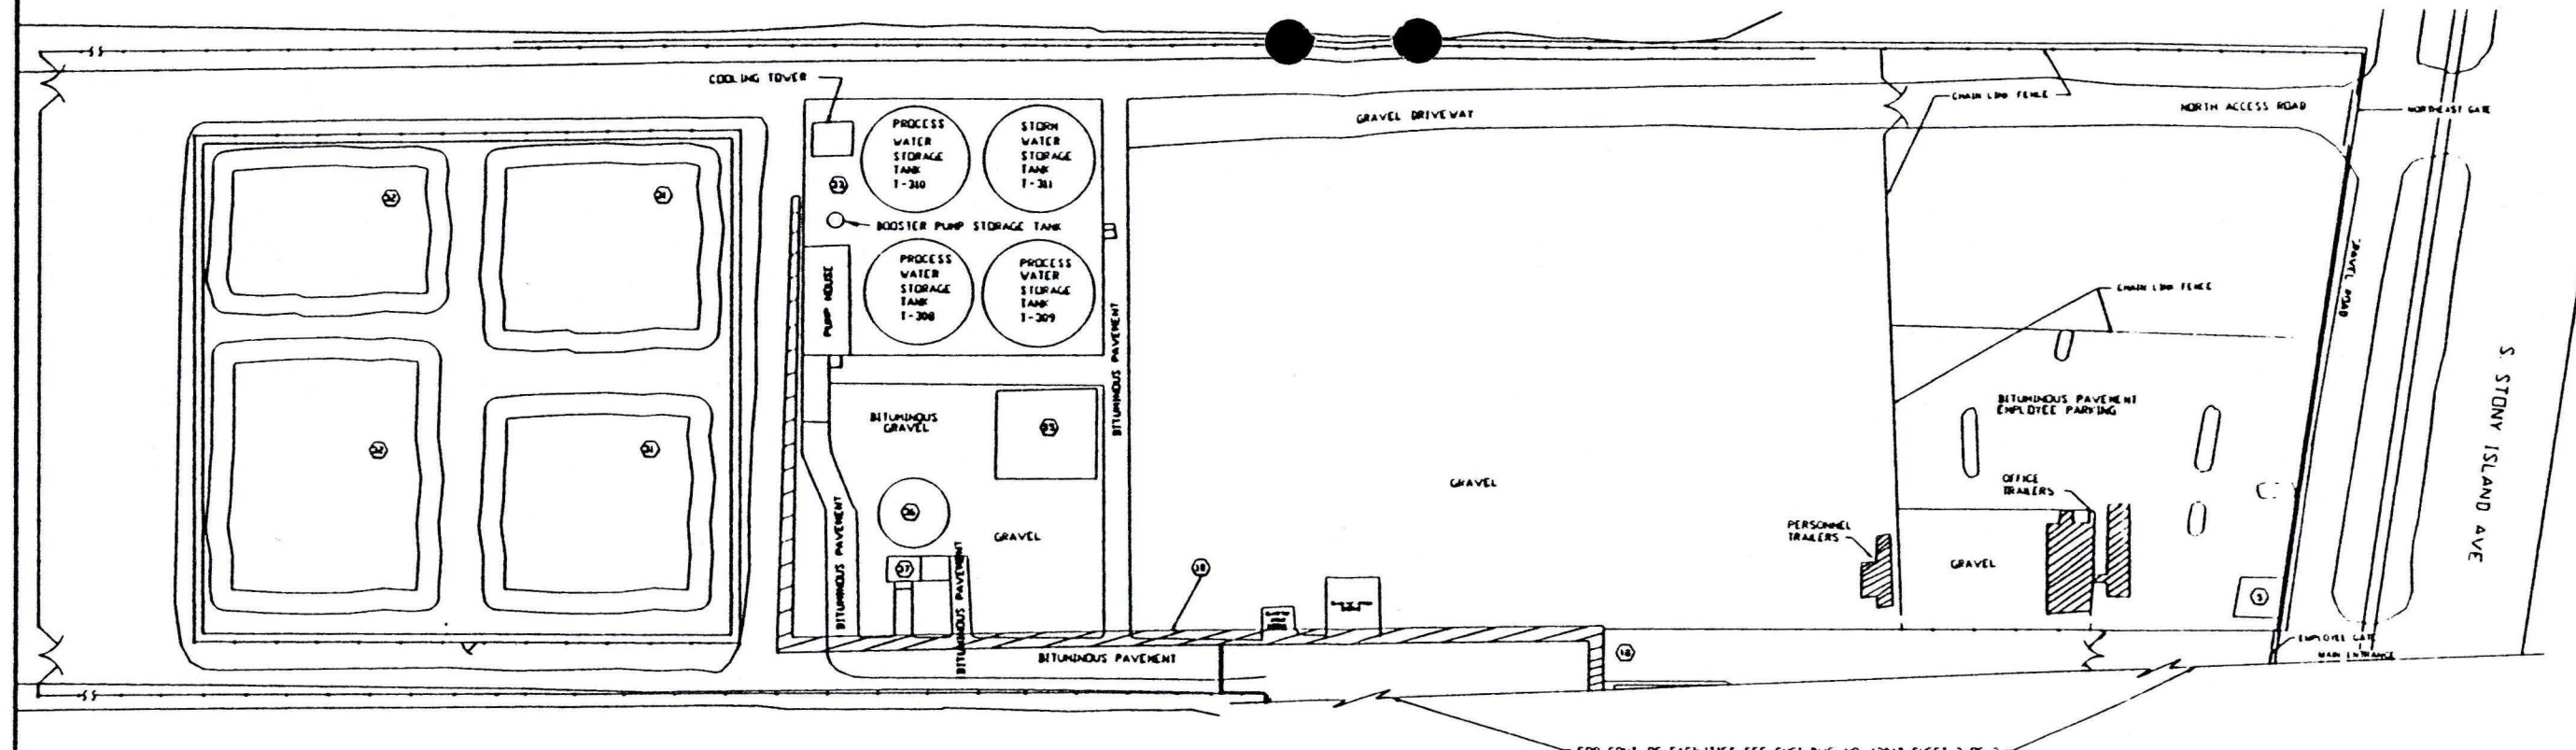 COOLING TOWER
PROCESS
WATER
STORAGE
TANK
T-310
STORM
WATER
STORAGE
TANK
T-311
BOOSTER PUMP STORAGE TANK
PUMP HOUSE
PROCESS
WATER
STORAGE
TANK
T-308
PROCESS
WATER
STORAGE
TANK
T-309
BITUMINOUS PAVEMENT
BITUMINOUS
GRAVEL
GRAVEL
BITUMINOUS PAVEMENT
BITUMINOUS PAVEMENT
BITUMINOUS PAVEMENT
GRAVEL DRIVEWAY
GRAVEL
CHAIN LINK FENCE
NORTH ACCESS ROAD
NORTHEAST GATE
GRAVEL ROAD
CHAIN LINK FENCE
BITUMINOUS PAVEMENT
EMPLOYEE PARKING
OFFICE
TRAILERS
PERSONNEL
TRAILERS
GRAVEL
S. STONY ISLAND AVE
EMPLOYEE GATE
MAIN ENTRANCE